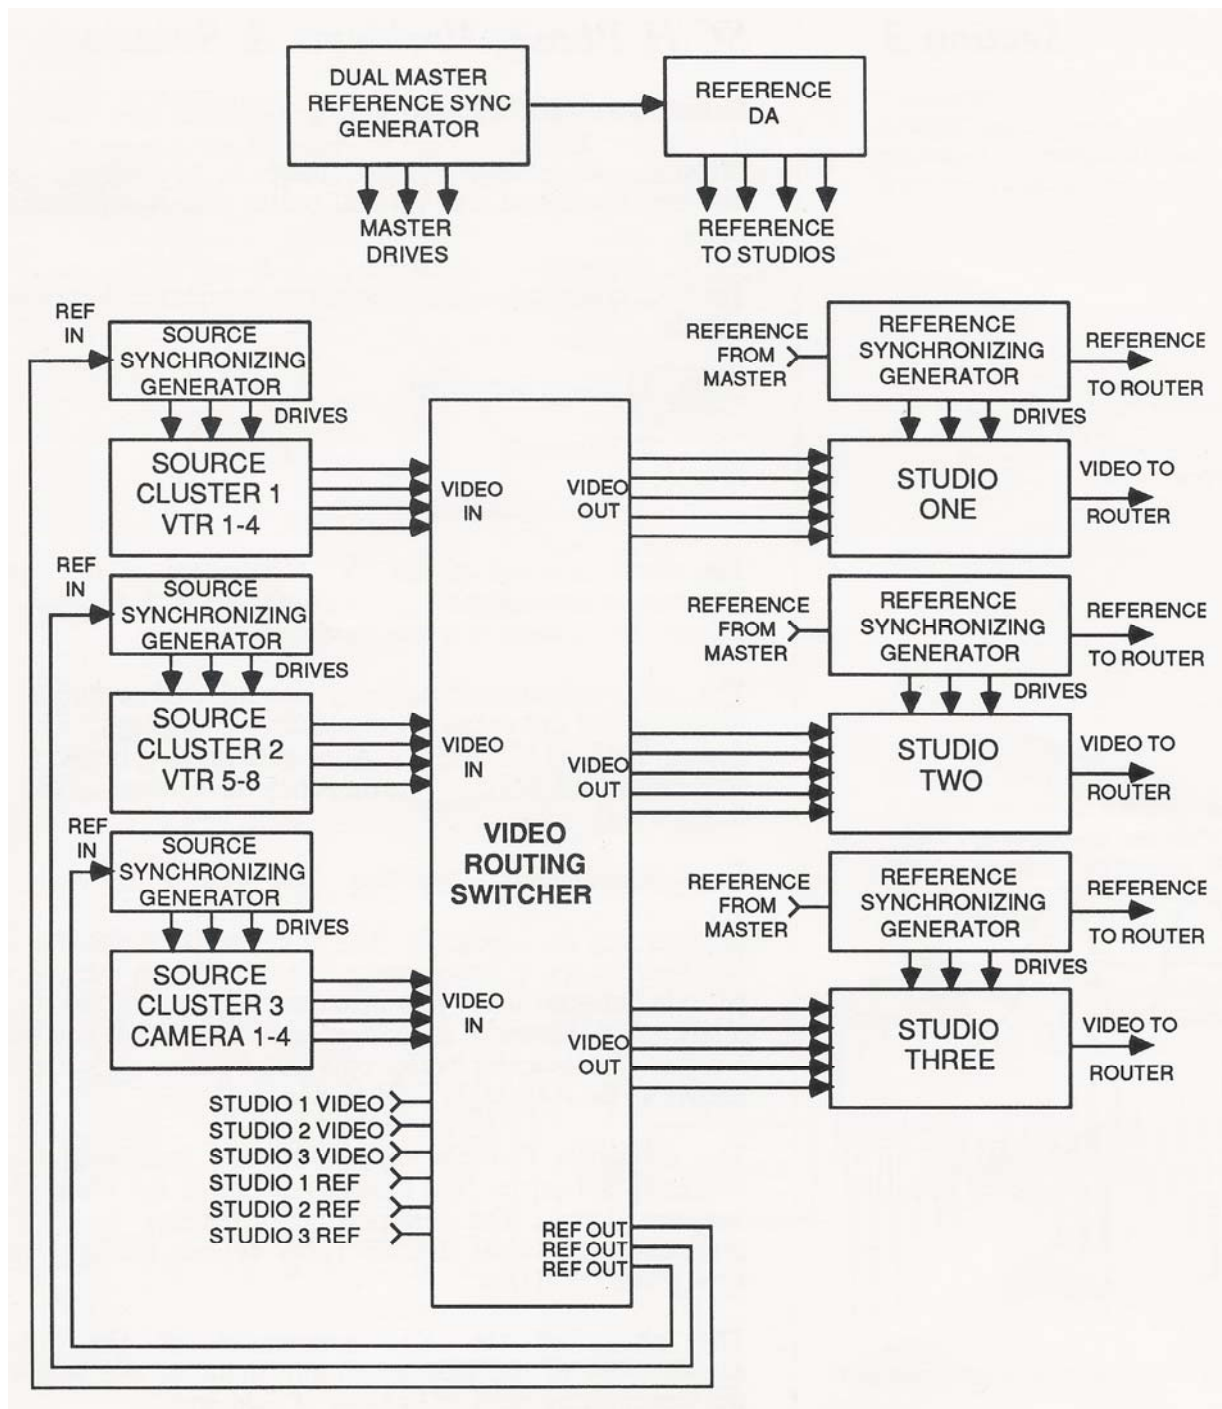 DUAL MASTER
REFERENCE SYNC
GENERATOR
REFERENCE
DA
MASTER
DRIVES
REFERENCE
TO STUDIOS
REF
IN
SOURCE
SYNCHRONIZING
GENERATOR
DRIVES
SOURCE
CLUSTER 1
VTR 1-4
REF
IN
SOURCE
SYNCHRONIZING
GENERATOR
DRIVES
SOURCE
CLUSTER 2
VTR 5-8
REF
IN
SOURCE
SYNCHRONIZING
GENERATOR
DRIVES
SOURCE
CLUSTER 3
CAMERA 1-4
STUDIO 1 VIDEO
STUDIO 2 VIDEO
STUDIO 3 VIDEO
STUDIO 1 REF
STUDIO 2 REF
STUDIO 3 REF
VIDEO
IN
VIDEO
OUT
VIDEO
IN
VIDEO
OUT
VIDEO
ROUTING
SWITCHER
VIDEO
IN
VIDEO
OUT
REF OUT
REF OUT
REF OUT
REFERENCE
FROM
MASTER
REFERENCE
SYNCHRONIZING
GENERATOR
REFERENCE
TO ROUTER
DRIVES
STUDIO
ONE
VIDEO TO
ROUTER
REFERENCE
FROM
MASTER
REFERENCE
SYNCHRONIZING
GENERATOR
REFERENCE
TO ROUTER
DRIVES
STUDIO
TWO
VIDEO TO
ROUTER
REFERENCE
FROM
MASTER
REFERENCE
SYNCHRONIZING
GENERATOR
REFERENCE
TO ROUTER
DRIVES
STUDIO
THREE
VIDEO TO
ROUTER